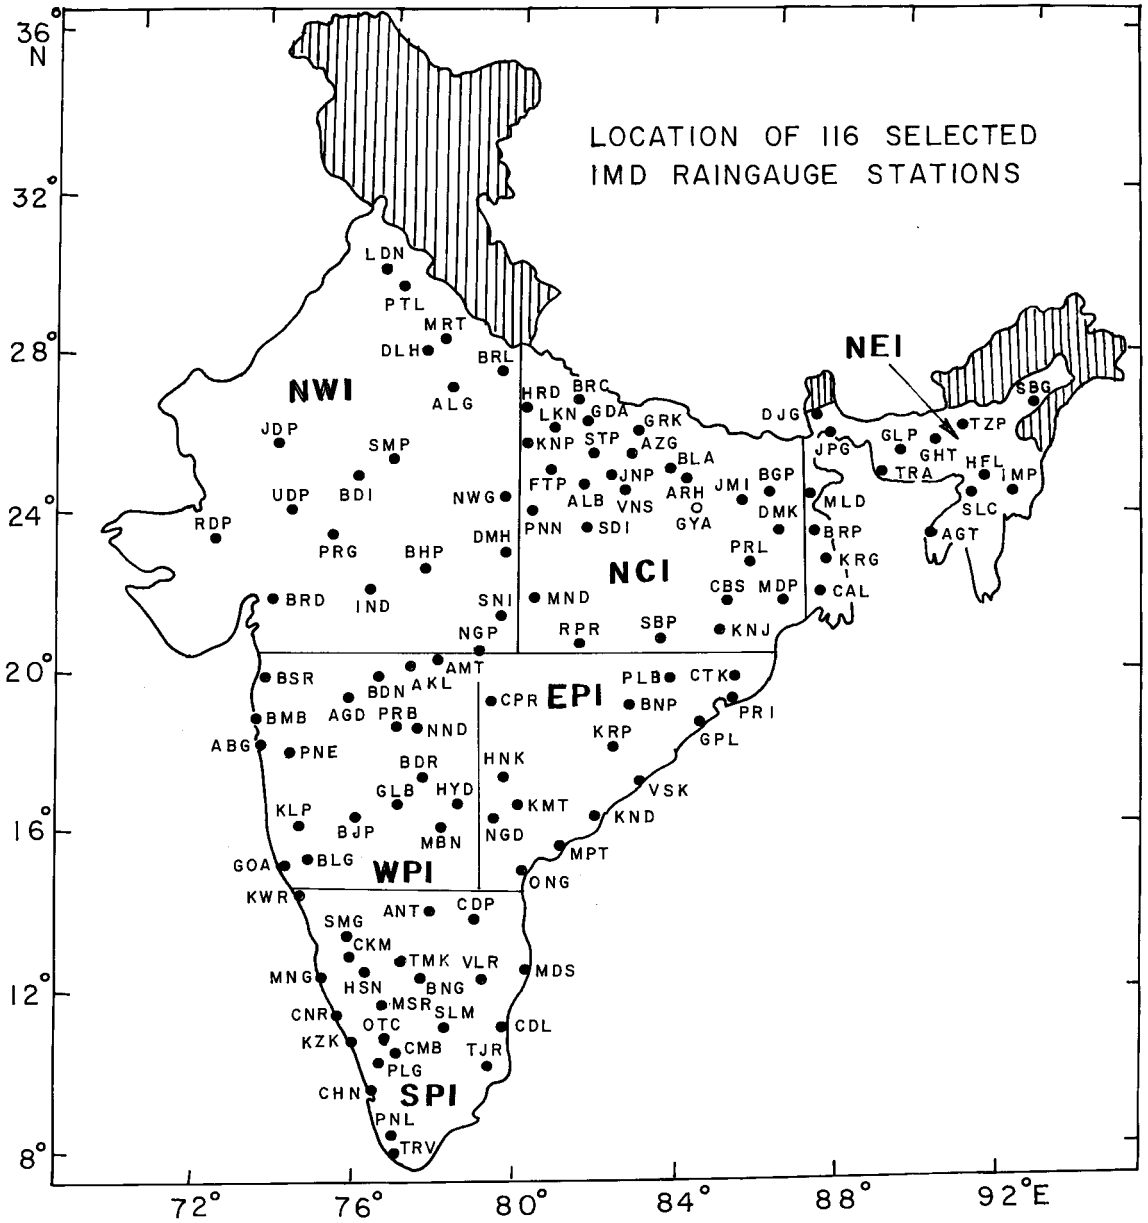 36°
N
LOCATION OF 116 SELECTED
IMD RAINGAUGE STATIONS
32°
LDN
PTL
MRT
28°
DLH
BRL
NEI
NWI
ALG
HRD
BRC
SBG
LKN
GDA
DJG
JDP
KNP
STP
GRK
AZG
JPG
GLP
GHT
TZP
SMP
BLA
BGP
TRA
HFL
IMP
BDI
FTP
JNP
JMI
UDP
NWG
ALB
VNS
ARH
GYA
MLD
SLC
24°
RDP
PNN
SDI
DMK
PRG
BHP
DMH
BRP
AGT
PRL
KRG
NCI
BRD
IND
SNI
MND
CBS
MDP
CAL
NGP
RPR
SBP
KNJ
20°
AMT
BSR
BDN
AKL
EPI
PLB
CTK
AGD
PRB
CPR
BNP
PRI
BMB
NND
KRP
GPL
ABG
PNE
BDR
HNK
GLB
HYD
VSK
KLP
KMT
KND
16°
BJP
MBN
NGD
MPT
GOA
BLG
WPI
ONG
KWR
ANT
CDP
SMG
CKM
TMK
VLR
MDS
MNG
HSN
BNG
12°
MSR
CNR
OTC
SLM
CDL
KZK
CMB
TJR
PLG
CHN
SPI
PNL
TRV
8°
72°
76°
80°
84°
88°
92°E